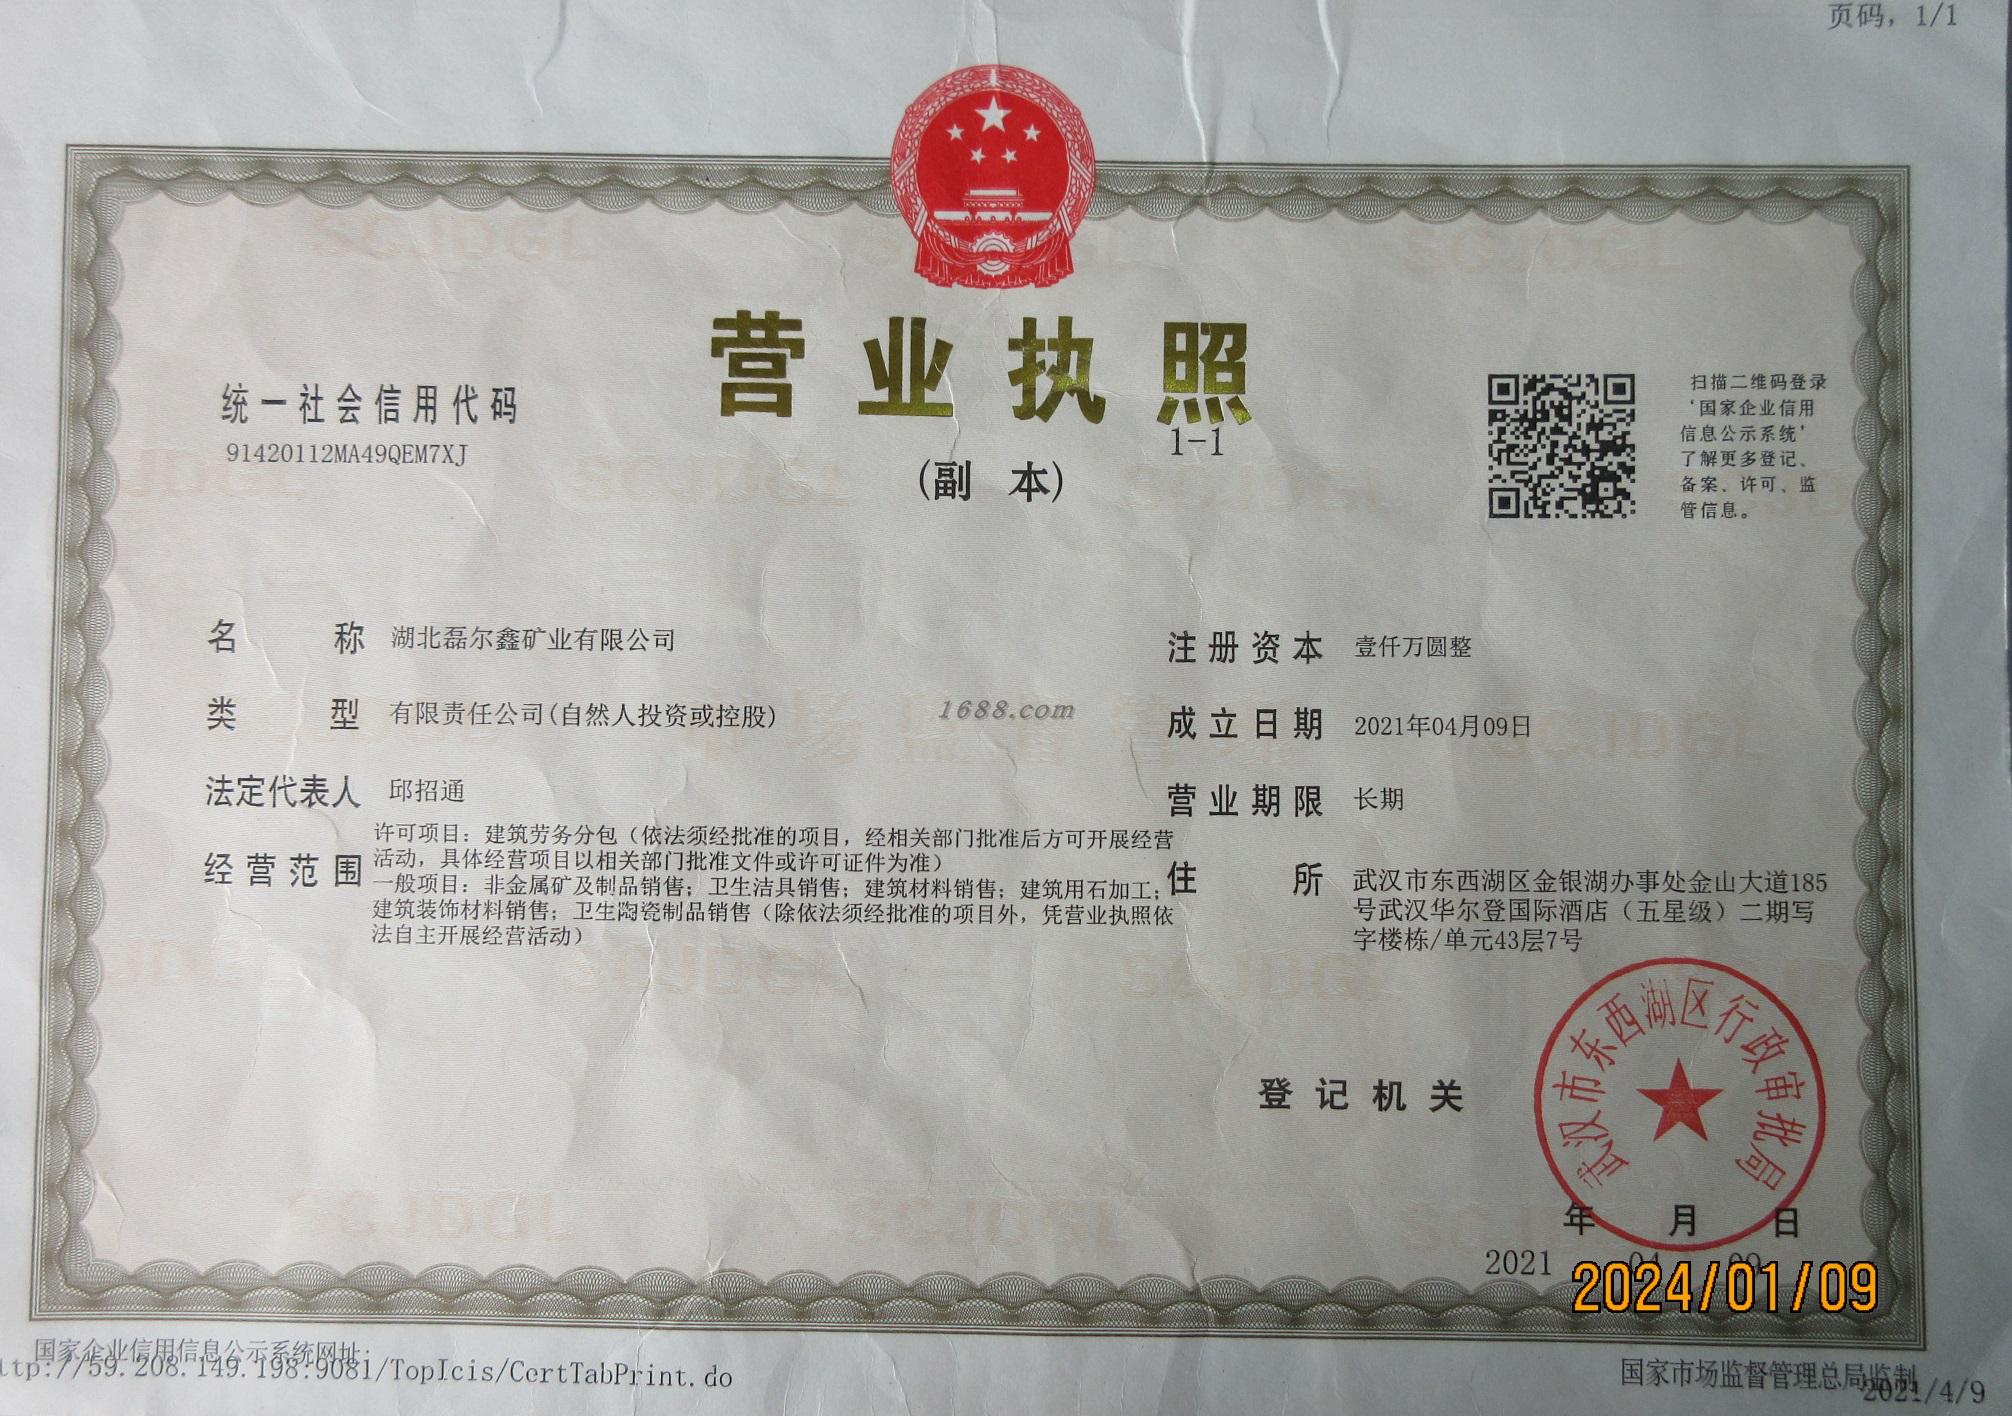 页码，1/1
营业执照
1-1
(副 本)
统一社会信用代码
91420112MA49QEM7XJ
扫描二维码登录
‘国家企业信用
信息公示系统’
了解更多登记、
备案、许可、监
管信息。
名 称 湖北磊尔鑫矿业有限公司
类 型 有限责任公司(自然人投资或控股)
法定代表人 邱招通
经营范围 许可项目：建筑劳务分包（依法须经批准的项目，经相关部门批准后方可开展经营
活动，具体经营项目以相关部门批准文件或许可证件为准）
一般项目：非金属矿及制品销售；卫生洁具销售；建筑材料销售；建筑用石加工；
建筑装饰材料销售；卫生陶瓷制品销售（除依法须经批准的项目外，凭营业执照依
法自主开展经营活动）
1688.com
注册资本 壹仟万圆整
成立日期 2021年04月09日
营业期限 长期
住 所 武汉市东西湖区金银湖办事处金山大道185
号武汉华尔登国际酒店（五星级）二期写
字楼栋/单元43层7号
登记机关
武汉市东西湖区行政审批局
年 月 日
2021 04 09
2024/01/09
国家企业信用信息公示系统网址：
ttp://59.208.149.198:9081/TopIcis/CertTabPrint.do
国家市场监督管理总局监制
2021/4/9
SCJDGL